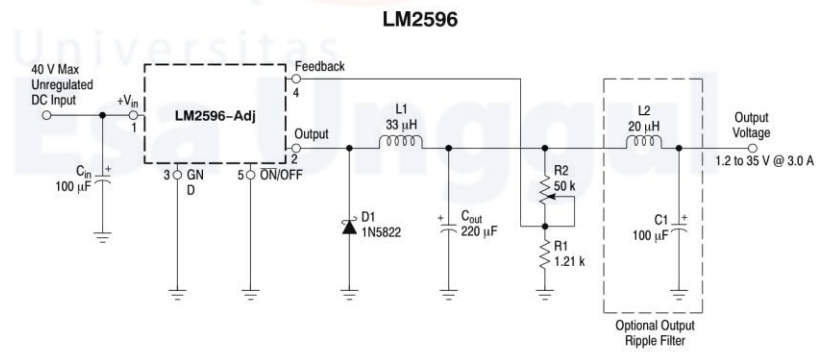 LM2596
Universitas
Esa Unggul
40 V Max
Unregulated
DC Input
+Vin
1
LM2596-Adj
Feedback
4
Output
2
3
GN
D
5
ON/OFF
Cin
100 µF
+
L1
33 µH
D1
1N5822
+
Cout
220 µF
R2
50 k
R1
1.21 k
L2
20 µH
C1
100 µF
+
Output
Voltage
1.2 to 35 V @ 3.0 A
Optional Output
Ripple Filter